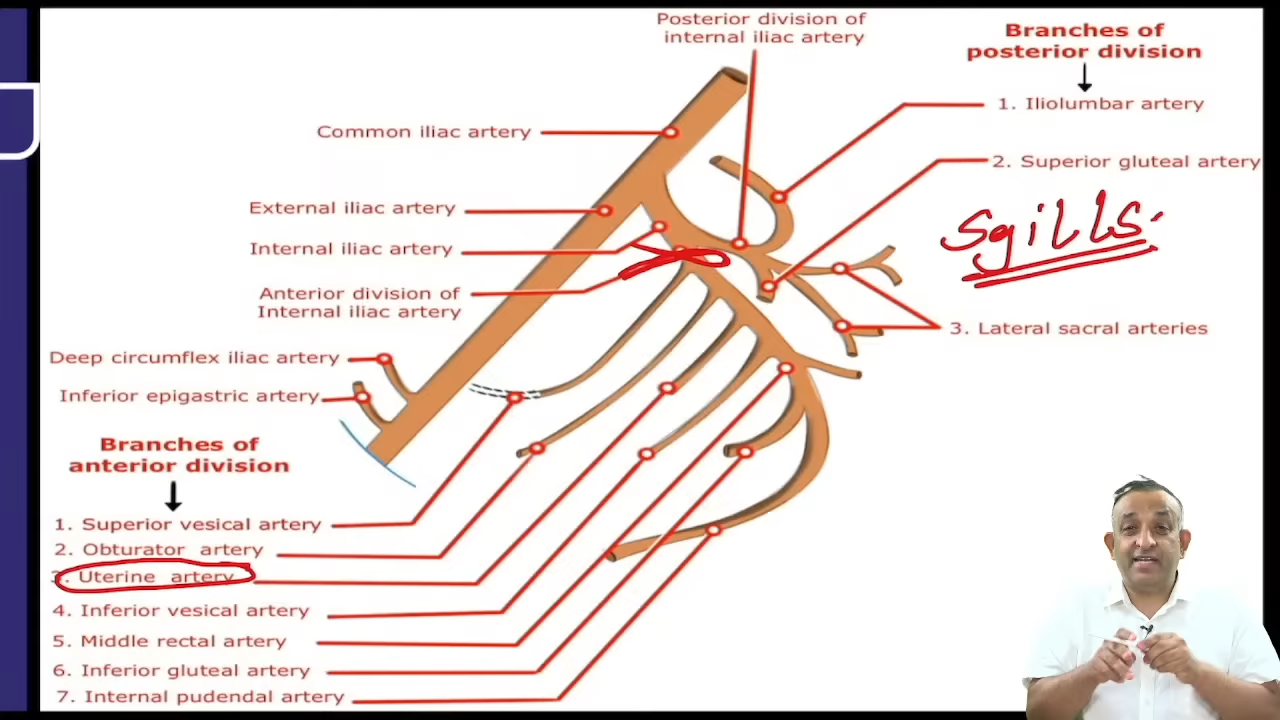 Posterior division of
internal iliac artery
Branches of
posterior division
1. Iliolumbar artery
Common iliac artery
2. Superior gluteal artery
External iliac artery
Sgills.
Internal iliac artery
Anterior division of
Internal iliac artery
3. Lateral sacral arteries
Deep circumflex iliac artery
Inferior epigastric artery
Branches of
anterior division
1. Superior vesical artery
2. Obturator artery
3. Uterine artery
4. Inferior vesical artery
5. Middle rectal artery
6. Inferior gluteal artery
7. Internal pudendal artery